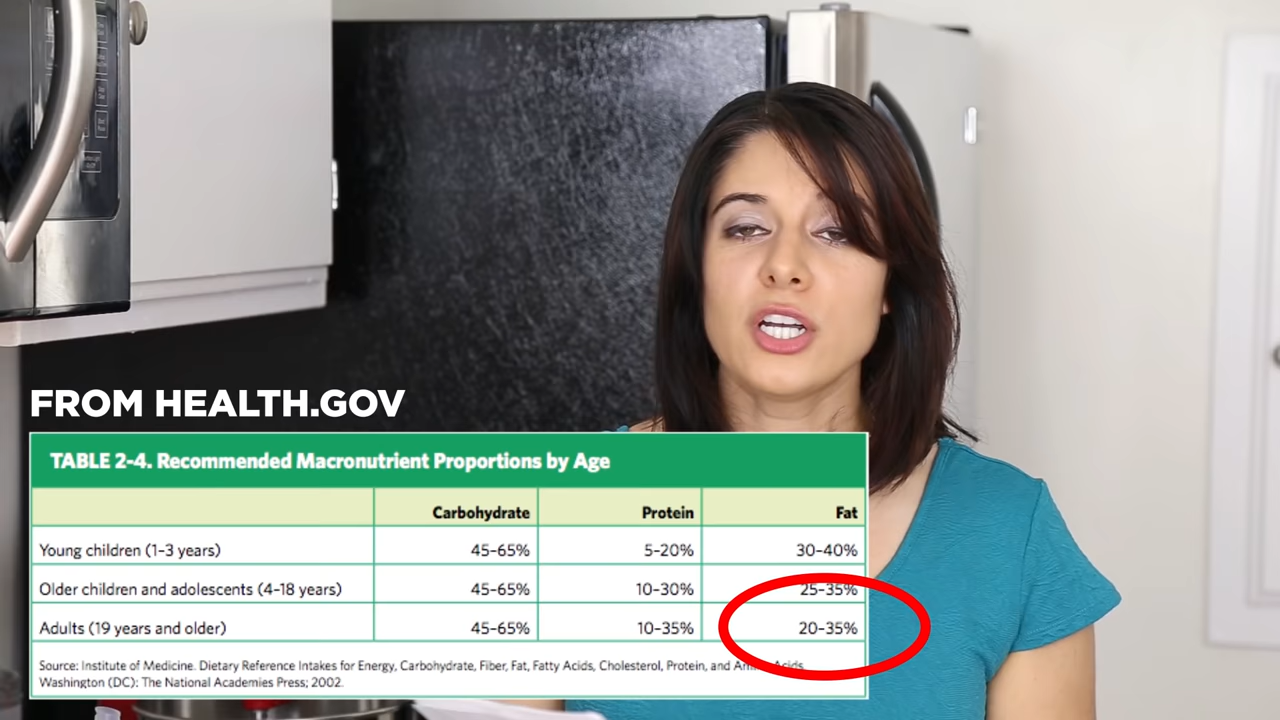 FROM HEALTH.GOV
TABLE 2-4. Recommended Macronutrient Proportions by Age
Carbohydrate Protein Fat
Young children (1–3 years) 45–65% 5–20% 30–40%
Older children and adolescents (4–18 years) 45–65% 10–30% 25–35%
Adults (19 years and older) 45–65% 10–35% 20–35%
Source: Institute of Medicine. Dietary Reference Intakes for Energy, Carbohydrate, Fiber, Fat, Fatty Acids, Cholesterol, Protein, and Amino Acids.
Washington (DC): The National Academies Press; 2002.